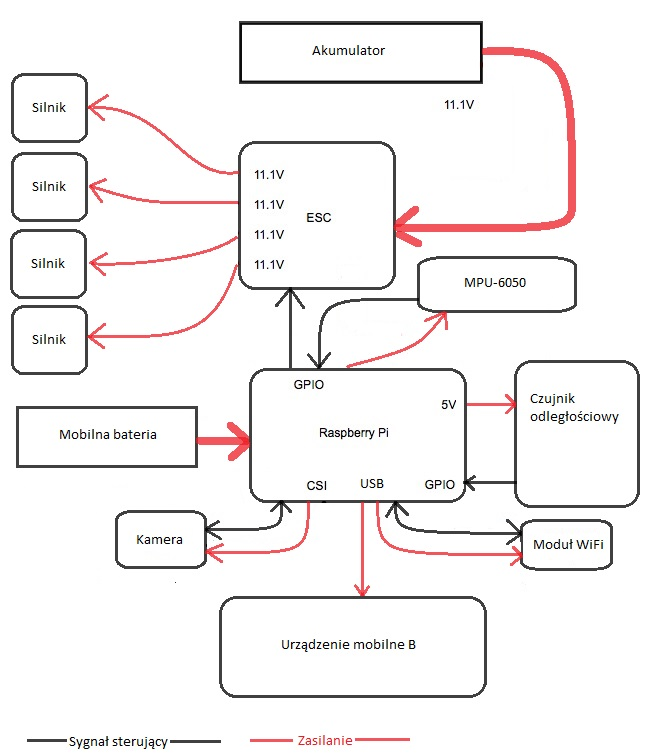 Akumulator
11.1V
Silnik
Silnik
Silnik
Silnik
11.1V
11.1V
ESC
11.1V
11.1V
MPU-6050
GPIO
5V
Raspberry Pi
CSI
USB
GPIO
Czujnik
odległościowy
Mobilna bateria
Kamera
Moduł WiFi
Urządzenie mobilne B
Sygnał sterujący
Zasilanie